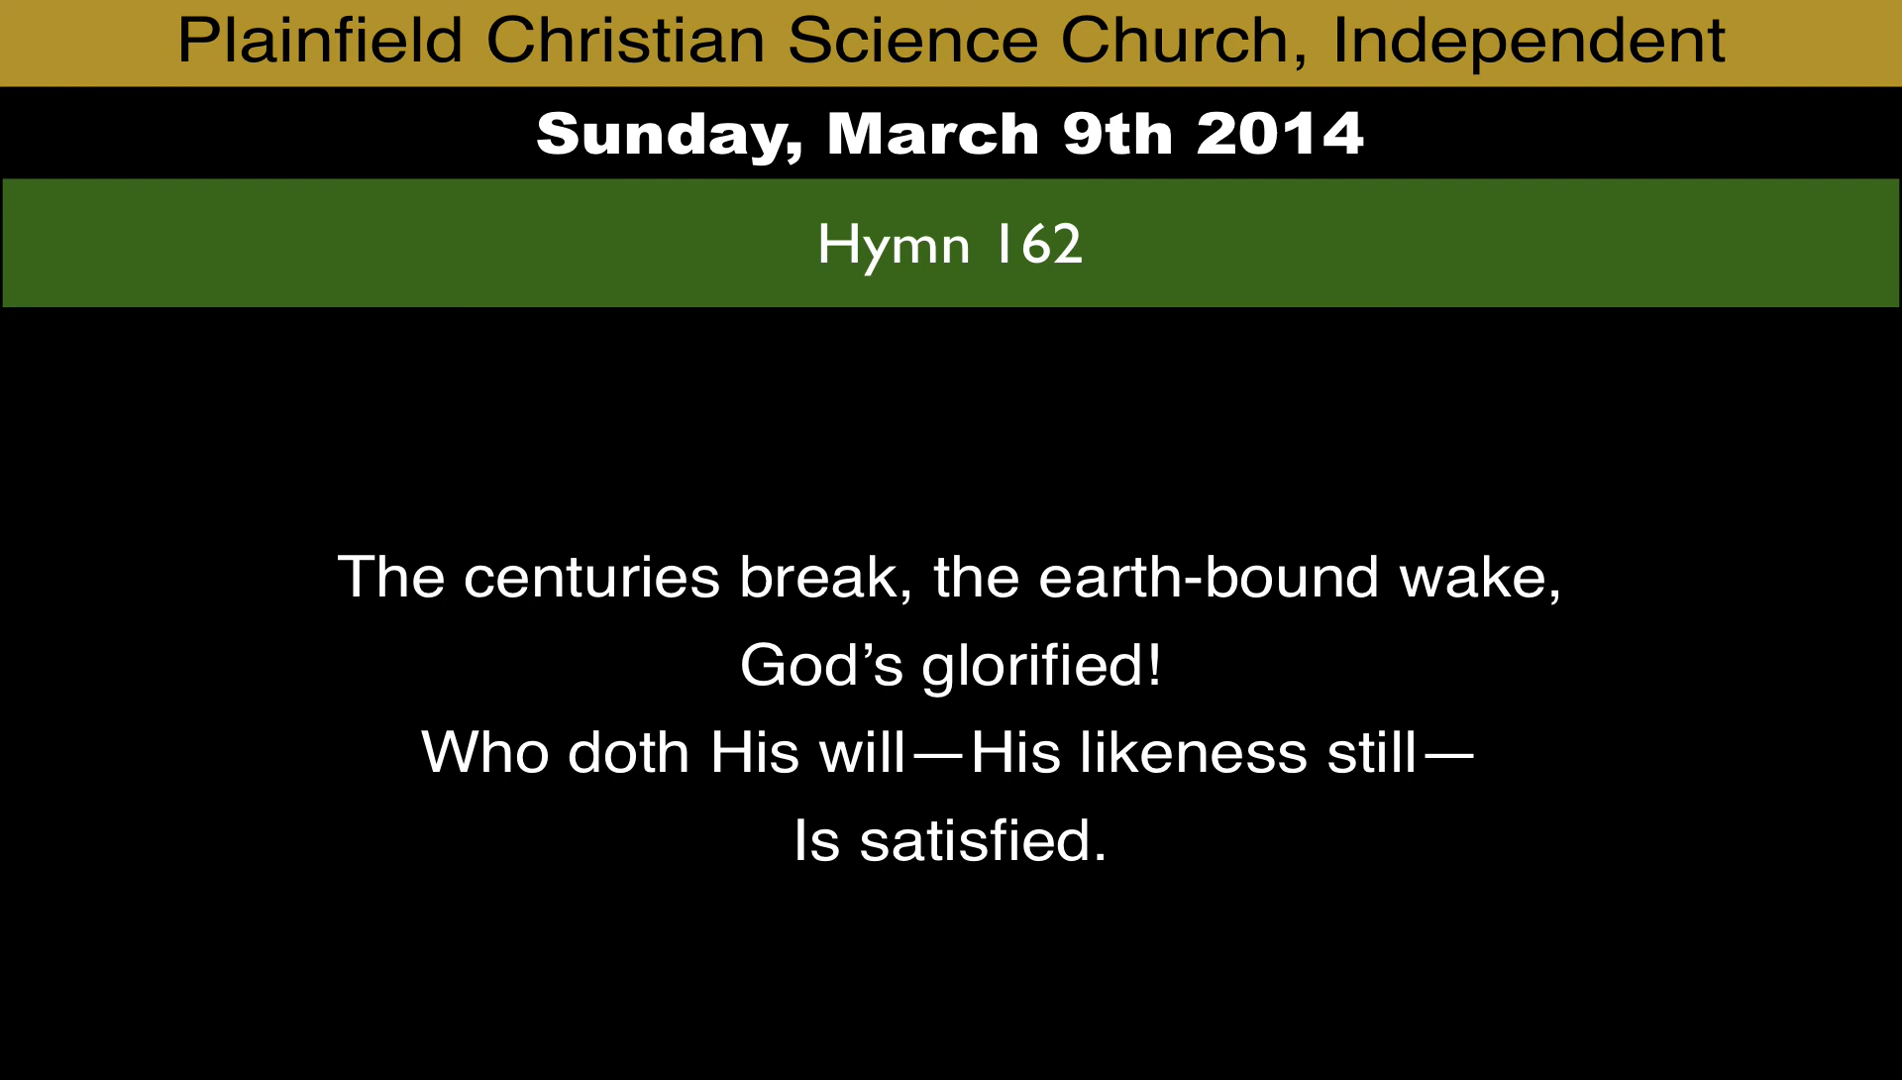 Plainfield Christian Science Church, Independent
Sunday, March 9th 2014
Hymn 162
The centuries break, the earth-bound wake,
God’s glorified!
Who doth His will—His likeness still—
Is satisfied.